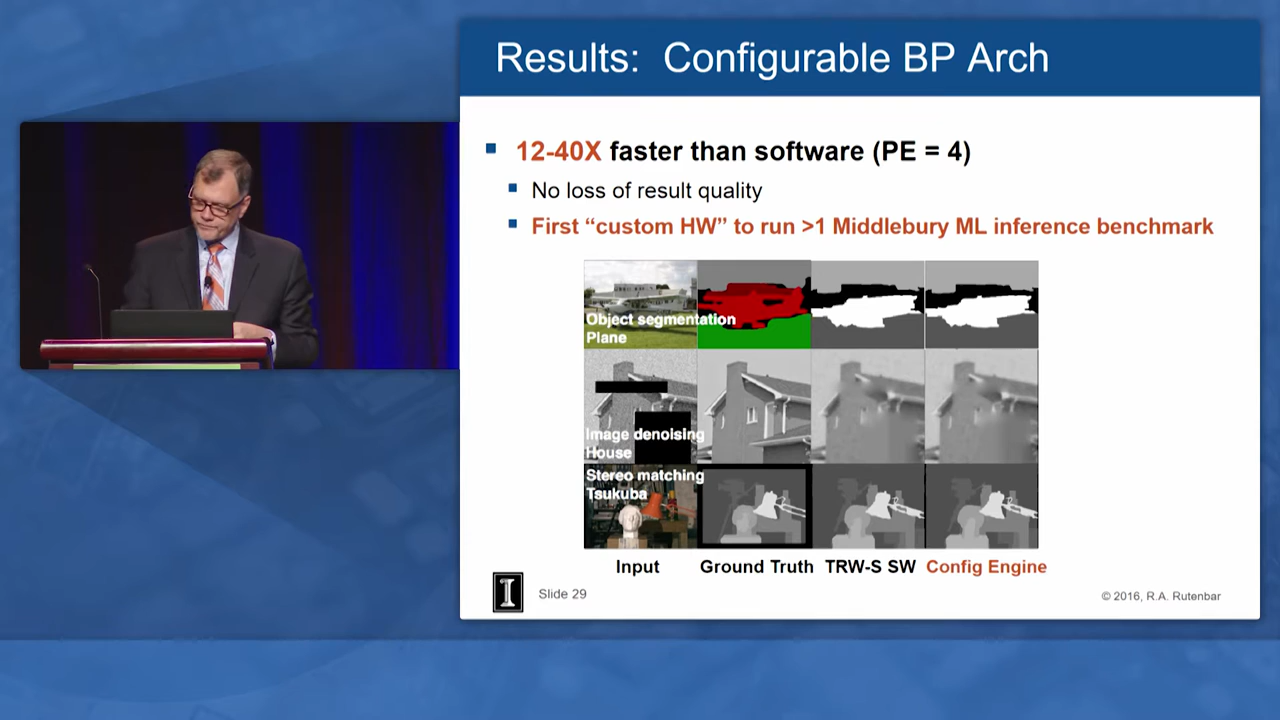 Results: Configurable BP Arch
12-40X faster than software (PE = 4)
No loss of result quality
First “custom HW” to run >1 Middlebury ML inference benchmark
Object segmentation
Plane
Image denoising
House
Stereo matching
Tsukuba
Input Ground Truth TRW-S SW Config Engine
I Slide 29 © 2016, R.A. Rutenbar